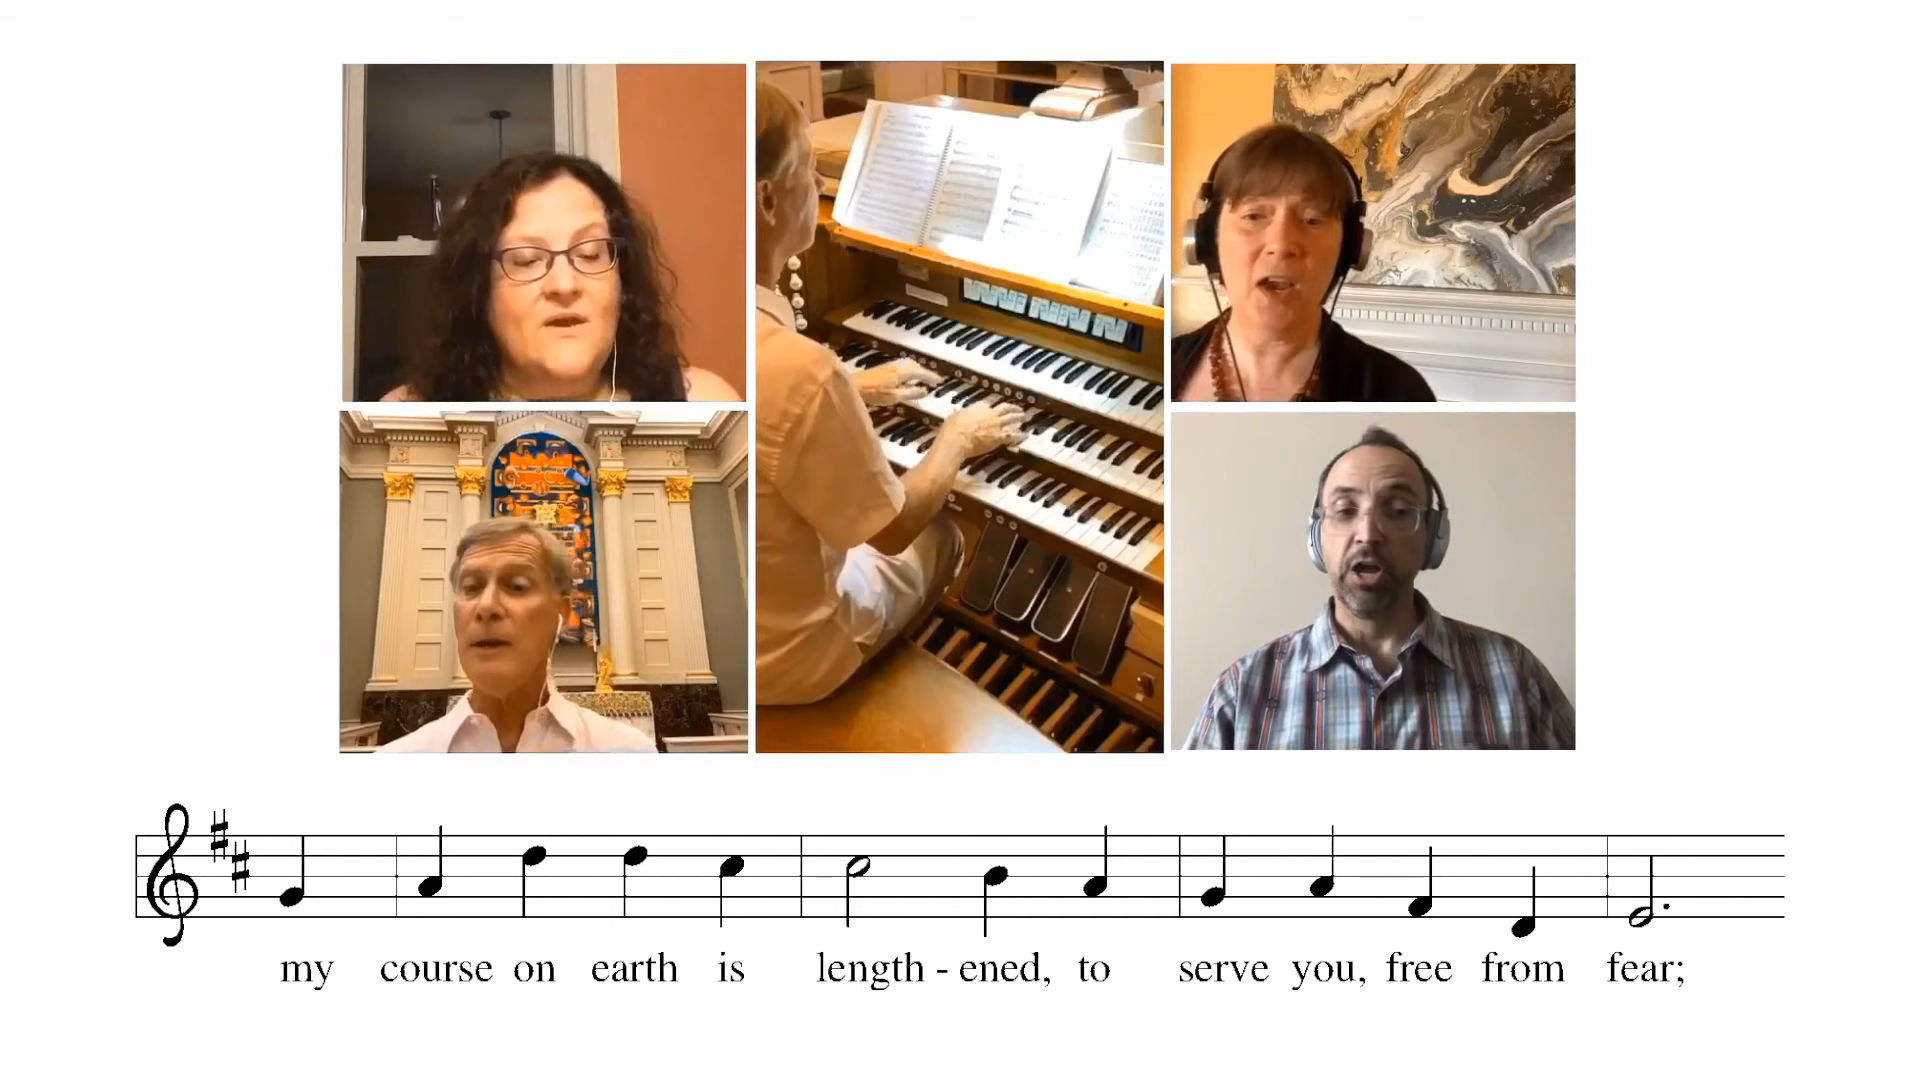 my course on earth is length - ened, to serve you, free from fear;